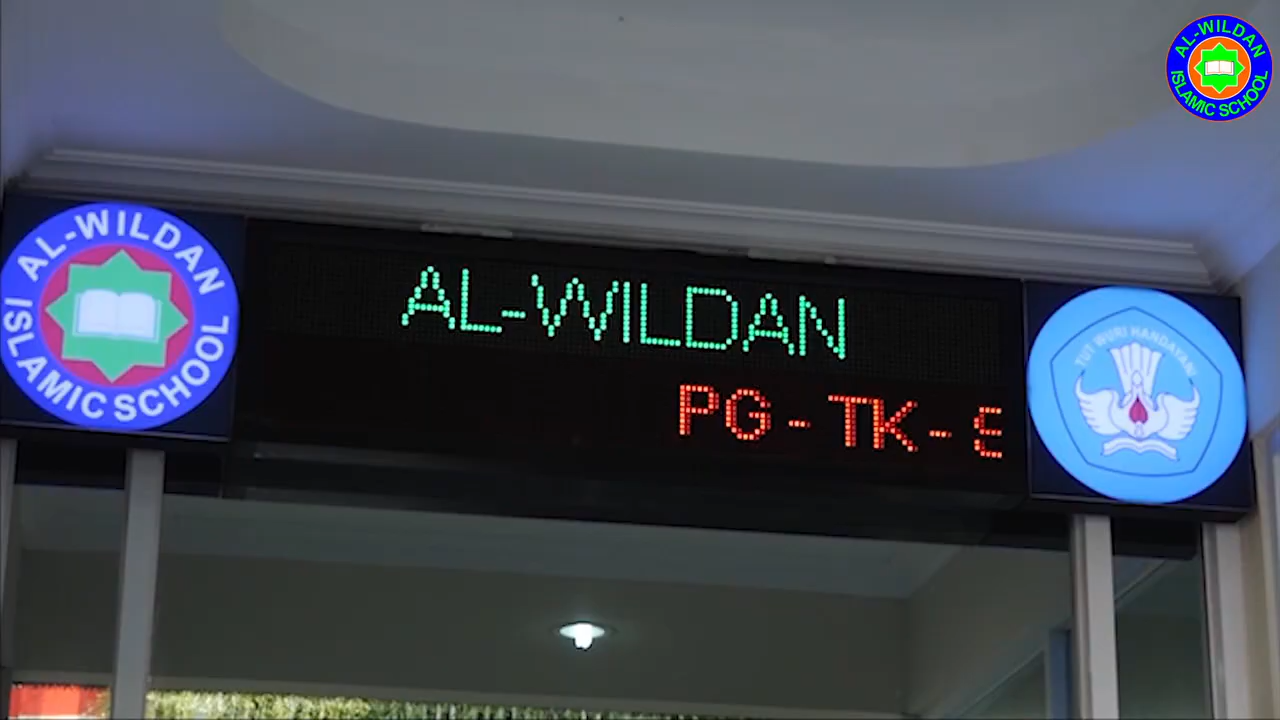 AL-WILDAN
ISLAMIC SCHOOL
AL-WILDAN
ISLAMIC SCHOOL
AL-WILDAN
PG - TK -
TUT WURI HANDAYANI